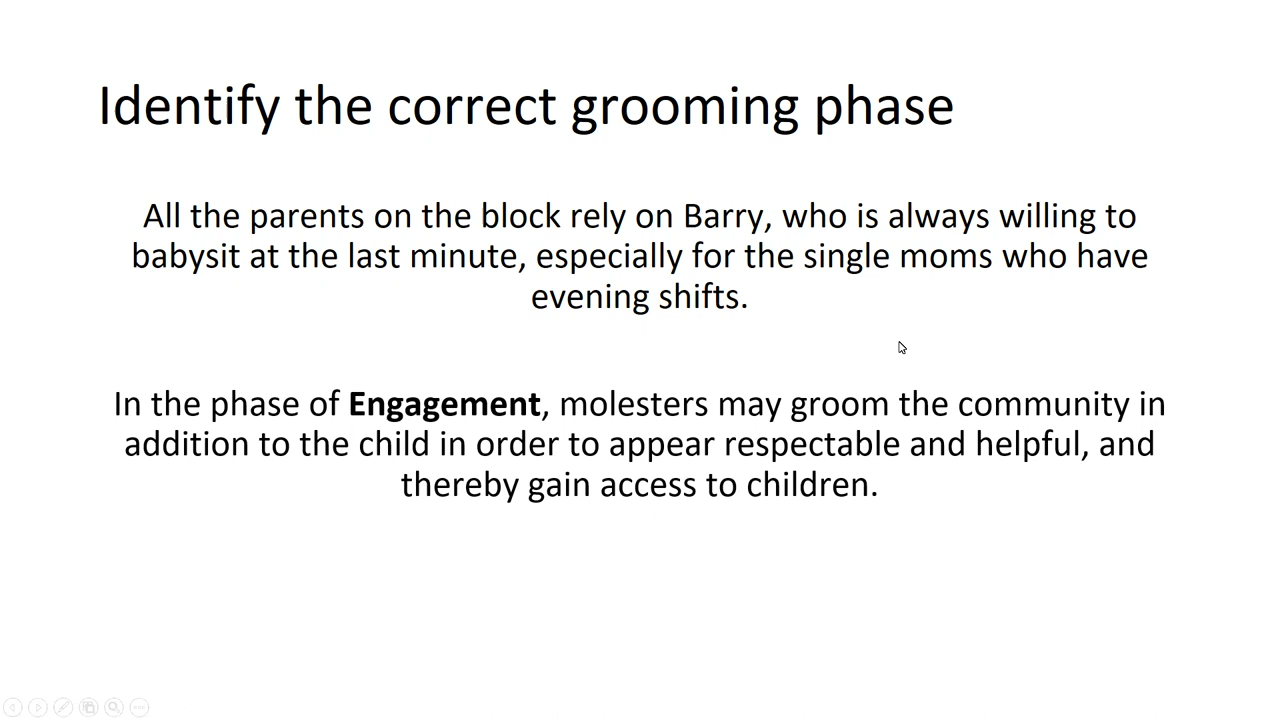 Identify the correct grooming phase
All the parents on the block rely on Barry, who is always willing to
babysit at the last minute, especially for the single moms who have
evening shifts.
In the phase of Engagement, molesters may groom the community in
addition to the child in order to appear respectable and helpful, and
thereby gain access to children.